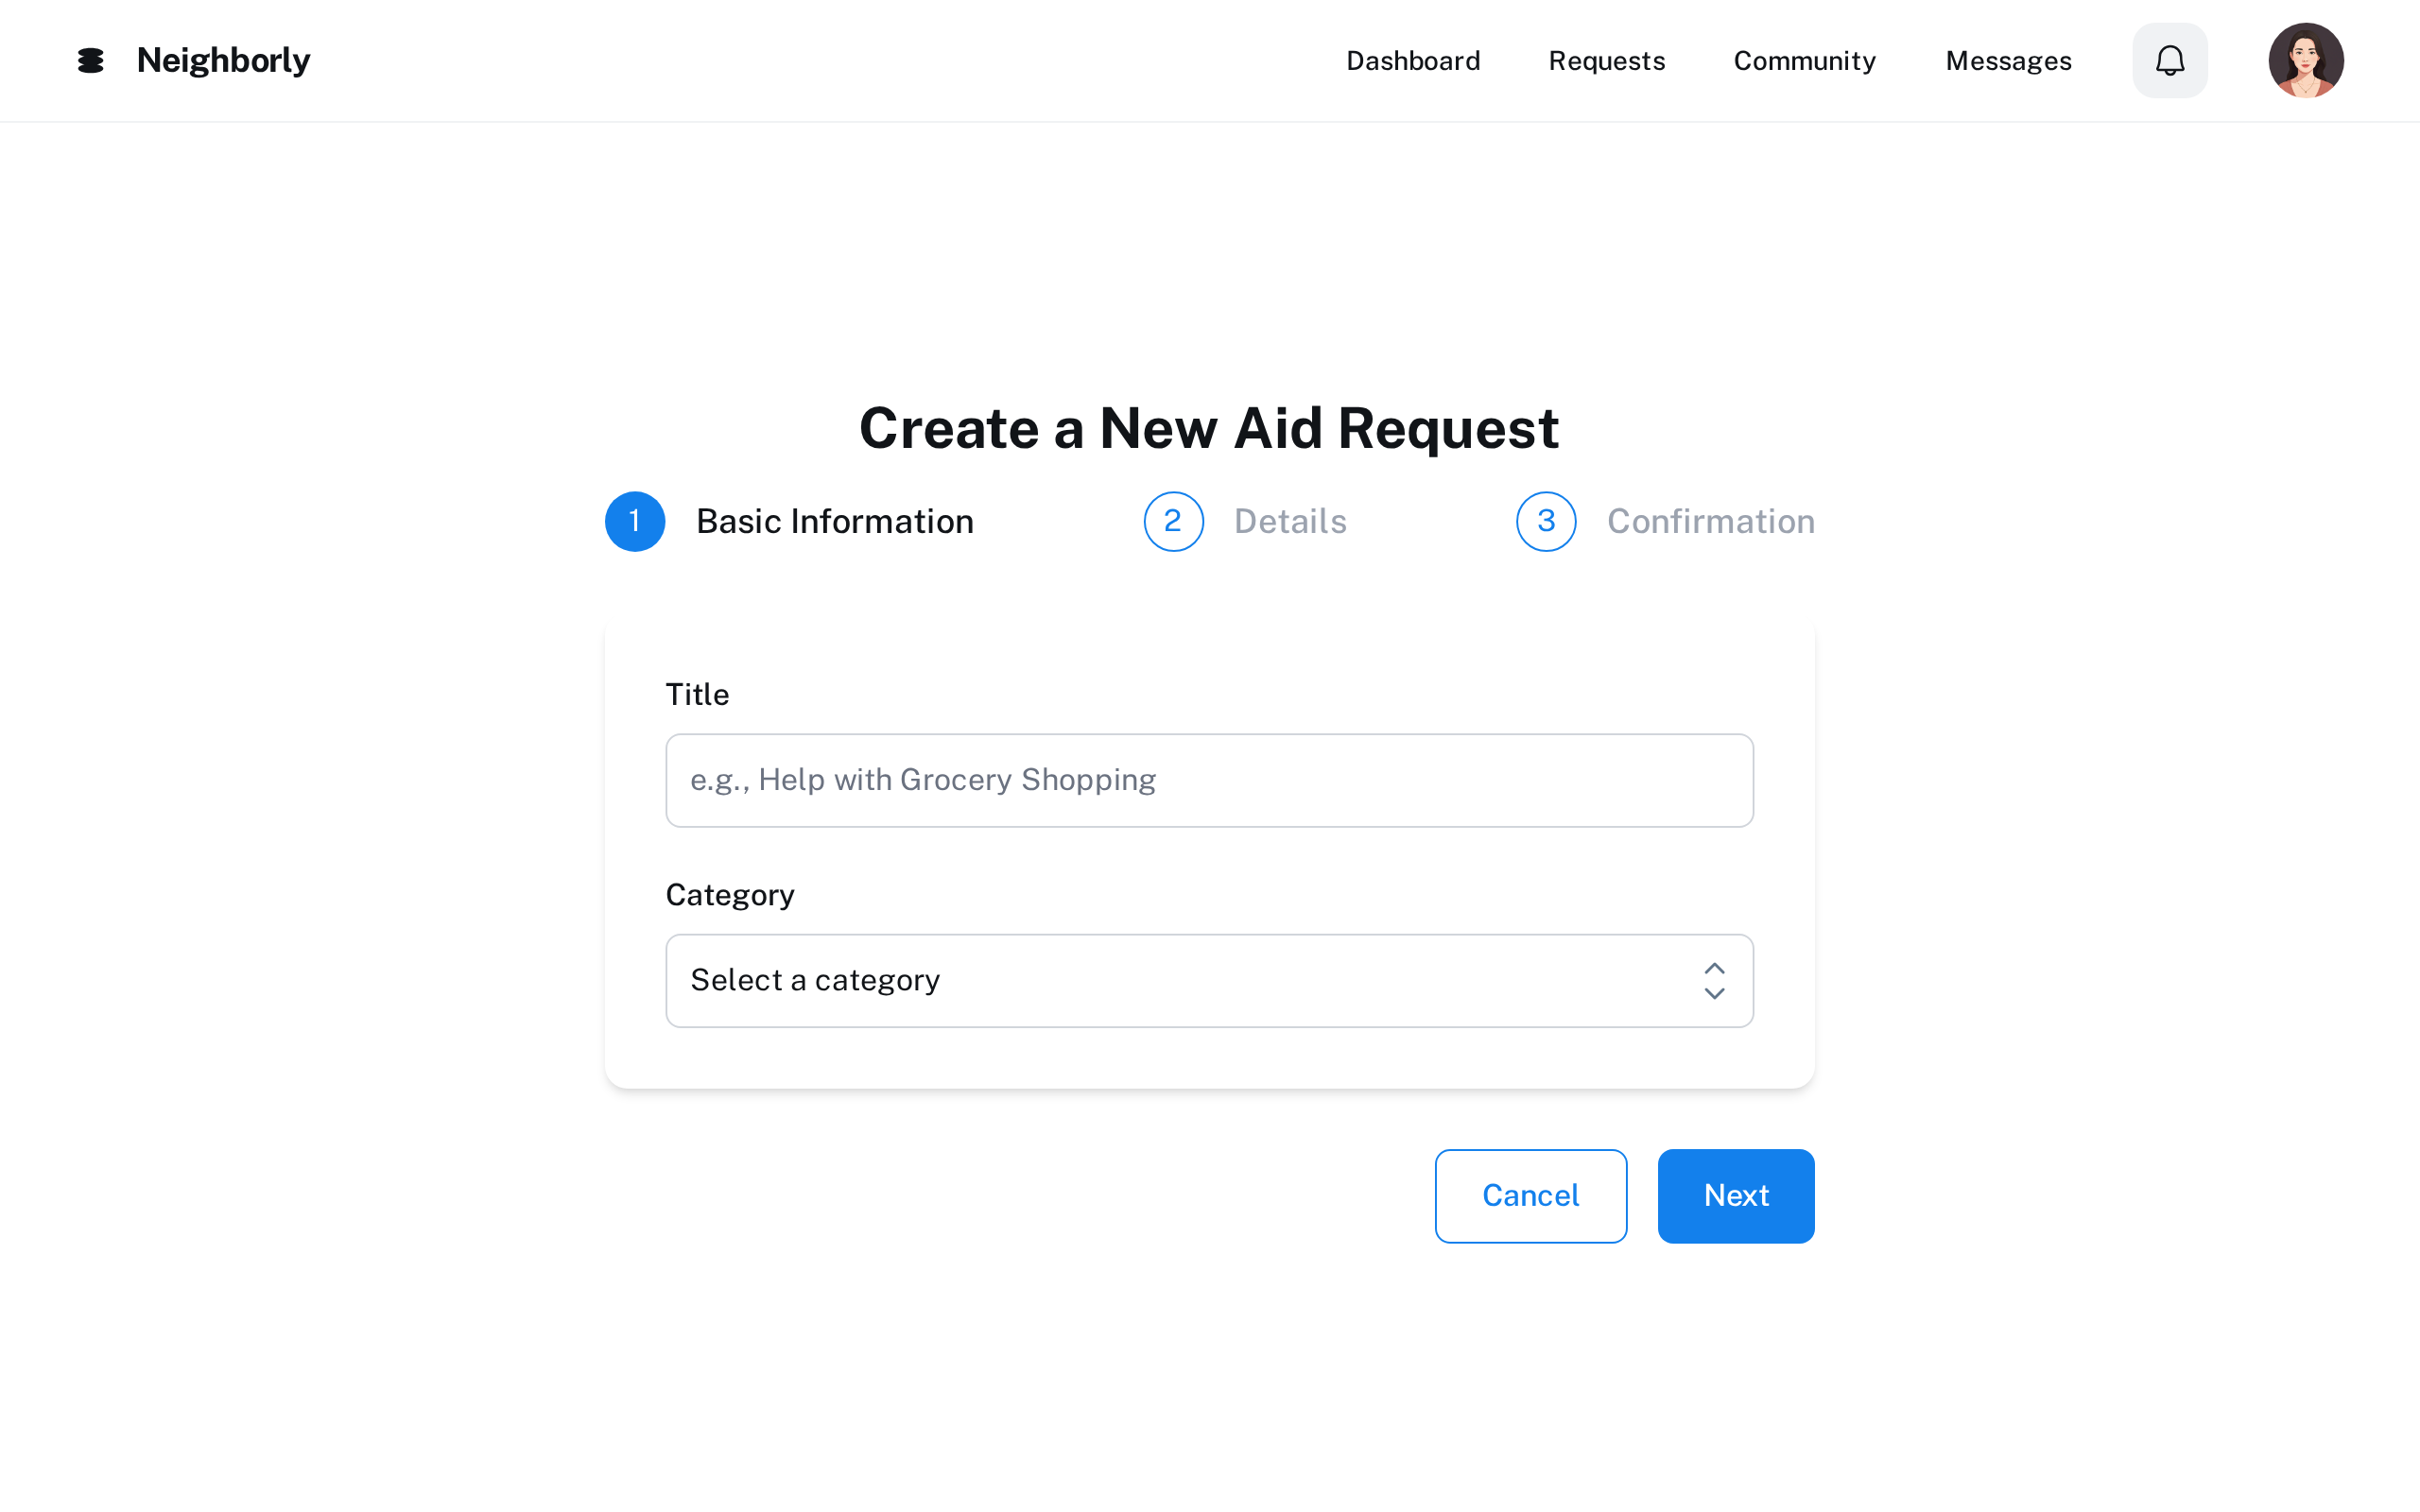 Neighborly
Dashboard Requests Community Messages
Create a New Aid Request
1 Basic Information 2 Details 3 Confirmation
Title
e.g., Help with Grocery Shopping
Category
Select a category
Cancel Next